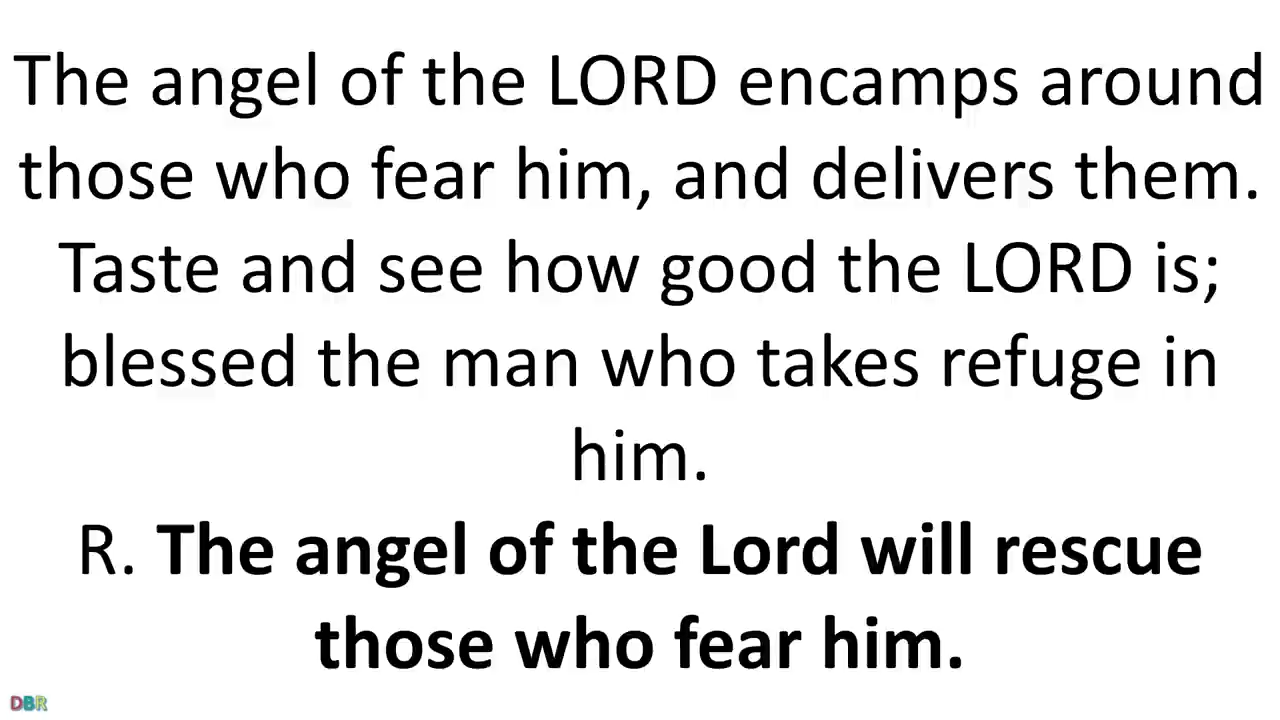 The angel of the LORD encamps around
those who fear him, and delivers them.
Taste and see how good the LORD is;
blessed the man who takes refuge in
him.
R. The angel of the Lord will rescue
those who fear him.
DBR